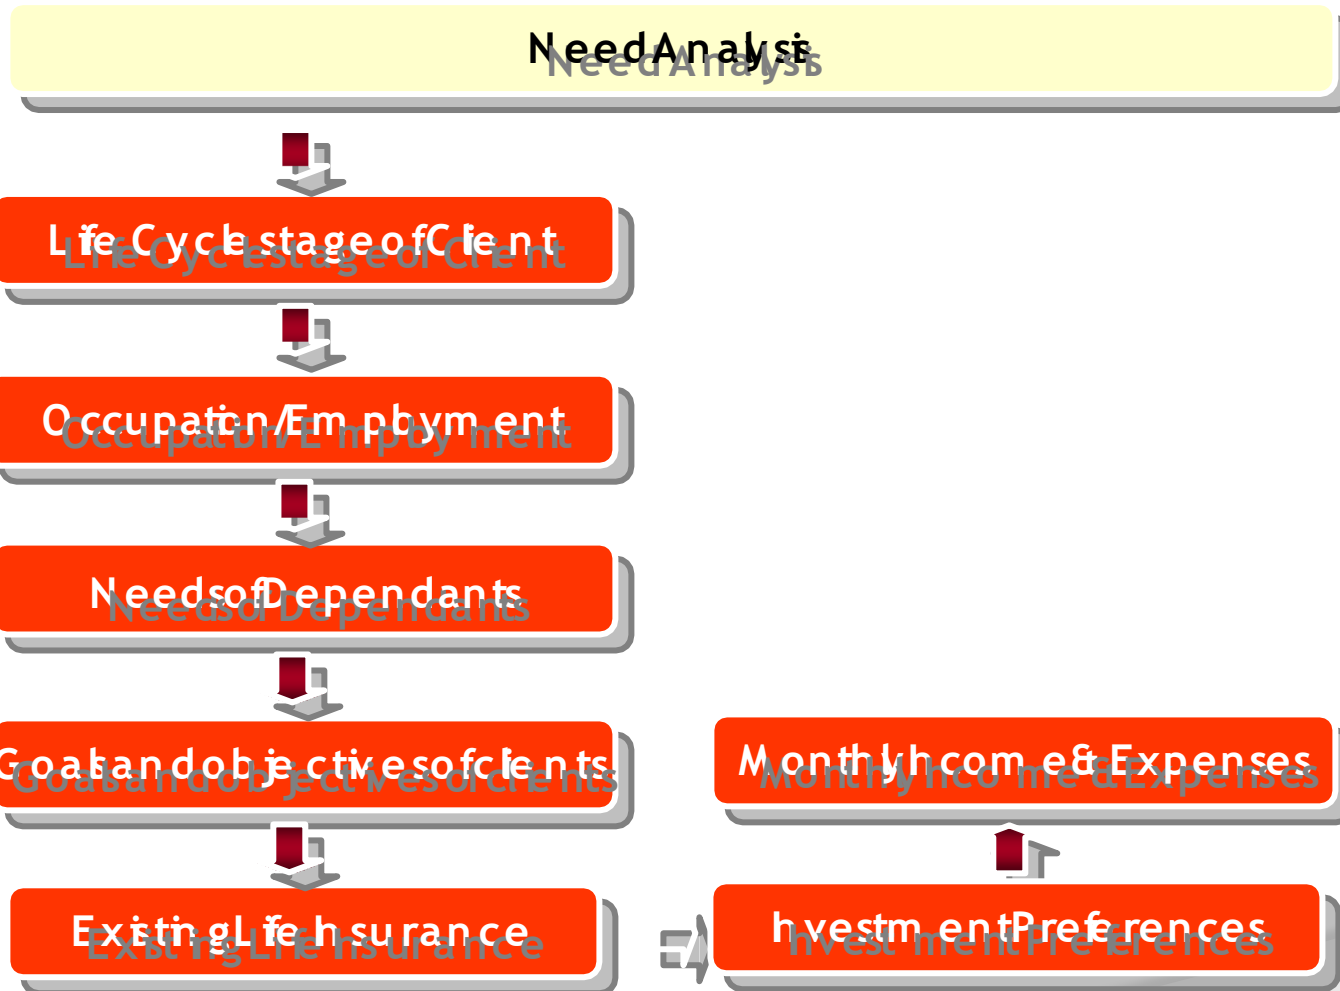 Need Analysis
Life Cycle stage of Client
Occupation/Employment
Needs of Dependants
Goals and objectives of clients
Existing Life Insurance
Investment Preferences
Monthly Income & Expenses